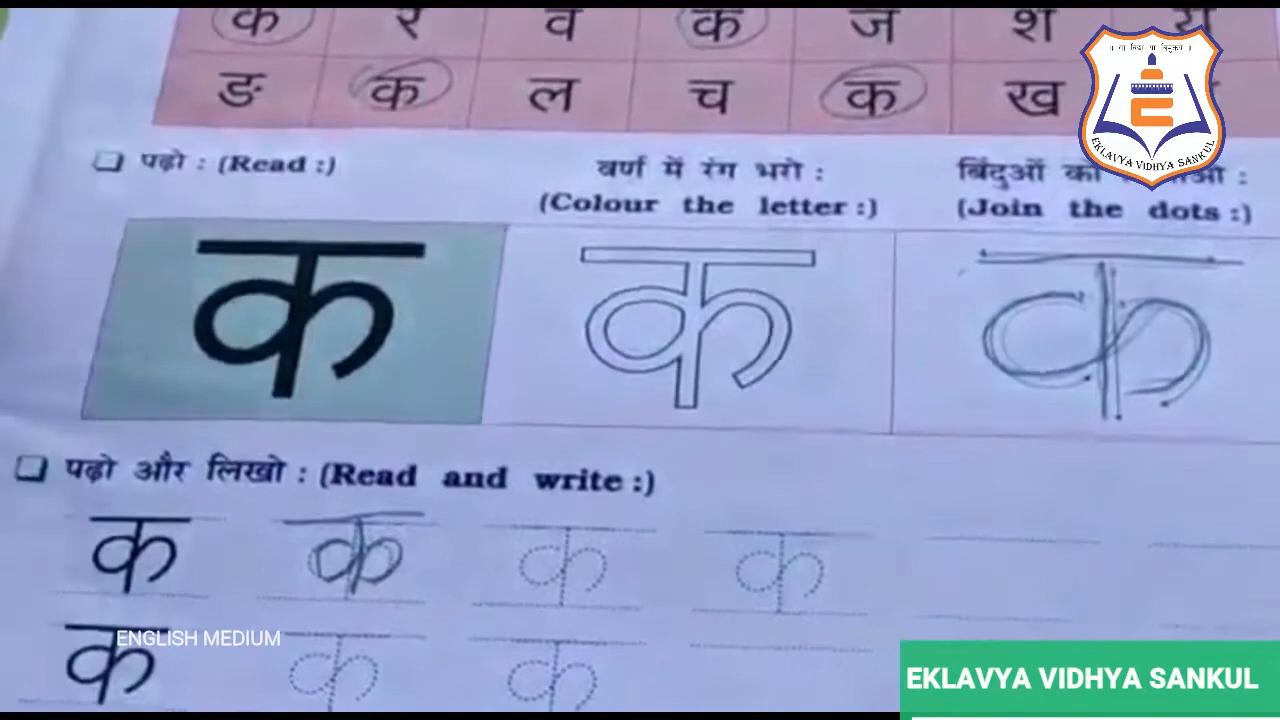 क र व क ज श य
ङ क ल च क ख
पढ़ो : (Read :)
वर्ण में रंग भरो :
(Colour the letter :)
बिंदुओं को :
(Join the dots :)
क क क
पढ़ो और लिखो : (Read and write :)
क क क क
क क क
ENGLISH MEDIUM
EKLAVYA VIDHYA SANKUL
EKLAVYA VIDHYA SANKUL